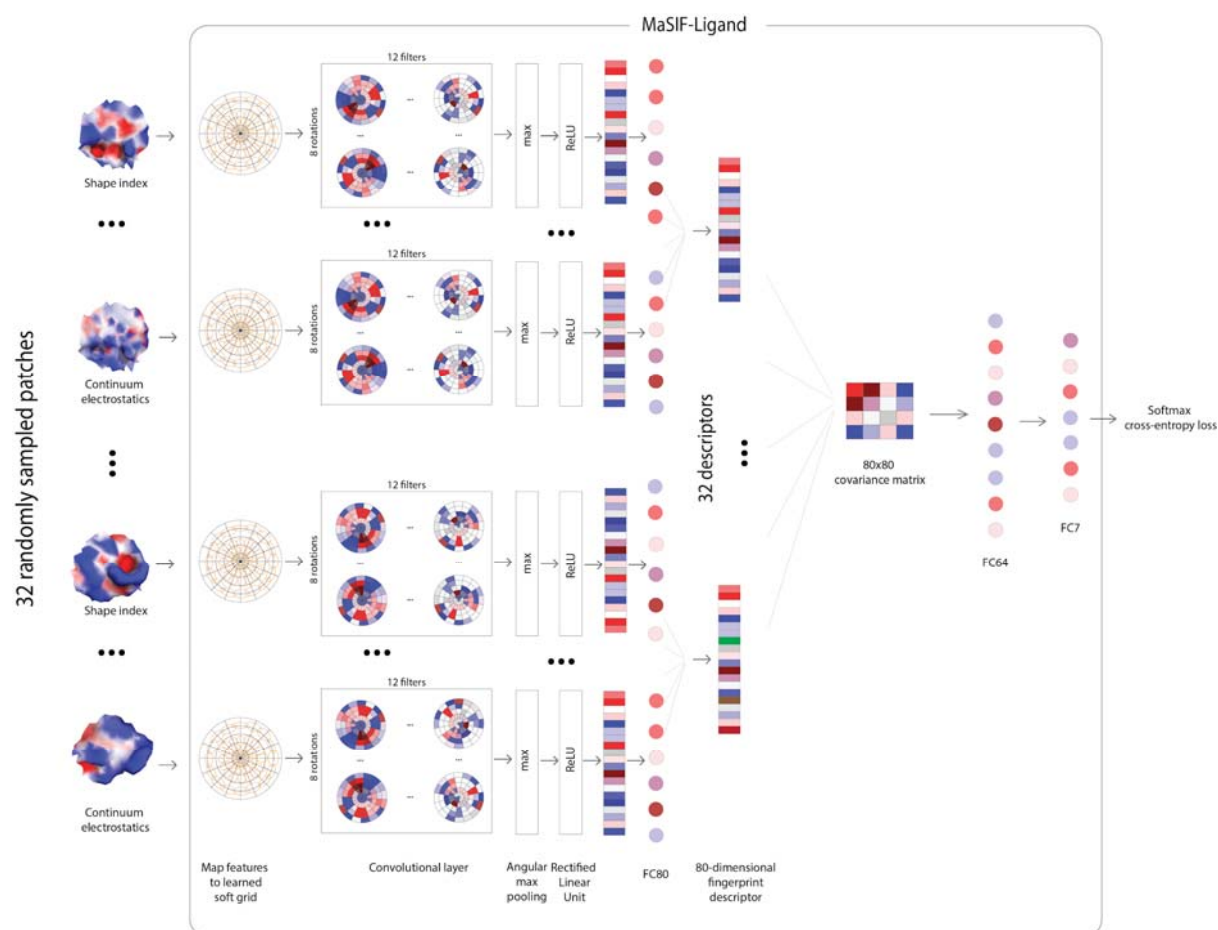 MaSIF-Ligand
32 randomly sampled patches
12 filters
8 rotations
max
ReLU
Shape index
...
...
...
...
...
12 filters
8 rotations
max
ReLU
Continuum
electrostatics
...
...
...
32 descriptors
...
80x80
covariance matrix
FC64
FC7
Softmax
cross-entropy loss
12 filters
8 rotations
max
ReLU
Shape index
...
...
...
...
...
12 filters
8 rotations
max
ReLU
Continuum
electrostatics
...
...
Map features
to learned
soft grid
Convolutional layer
Angular
max
pooling
Rectified
Linear
Unit
FC80
80-dimensional
fingerprint
descriptor